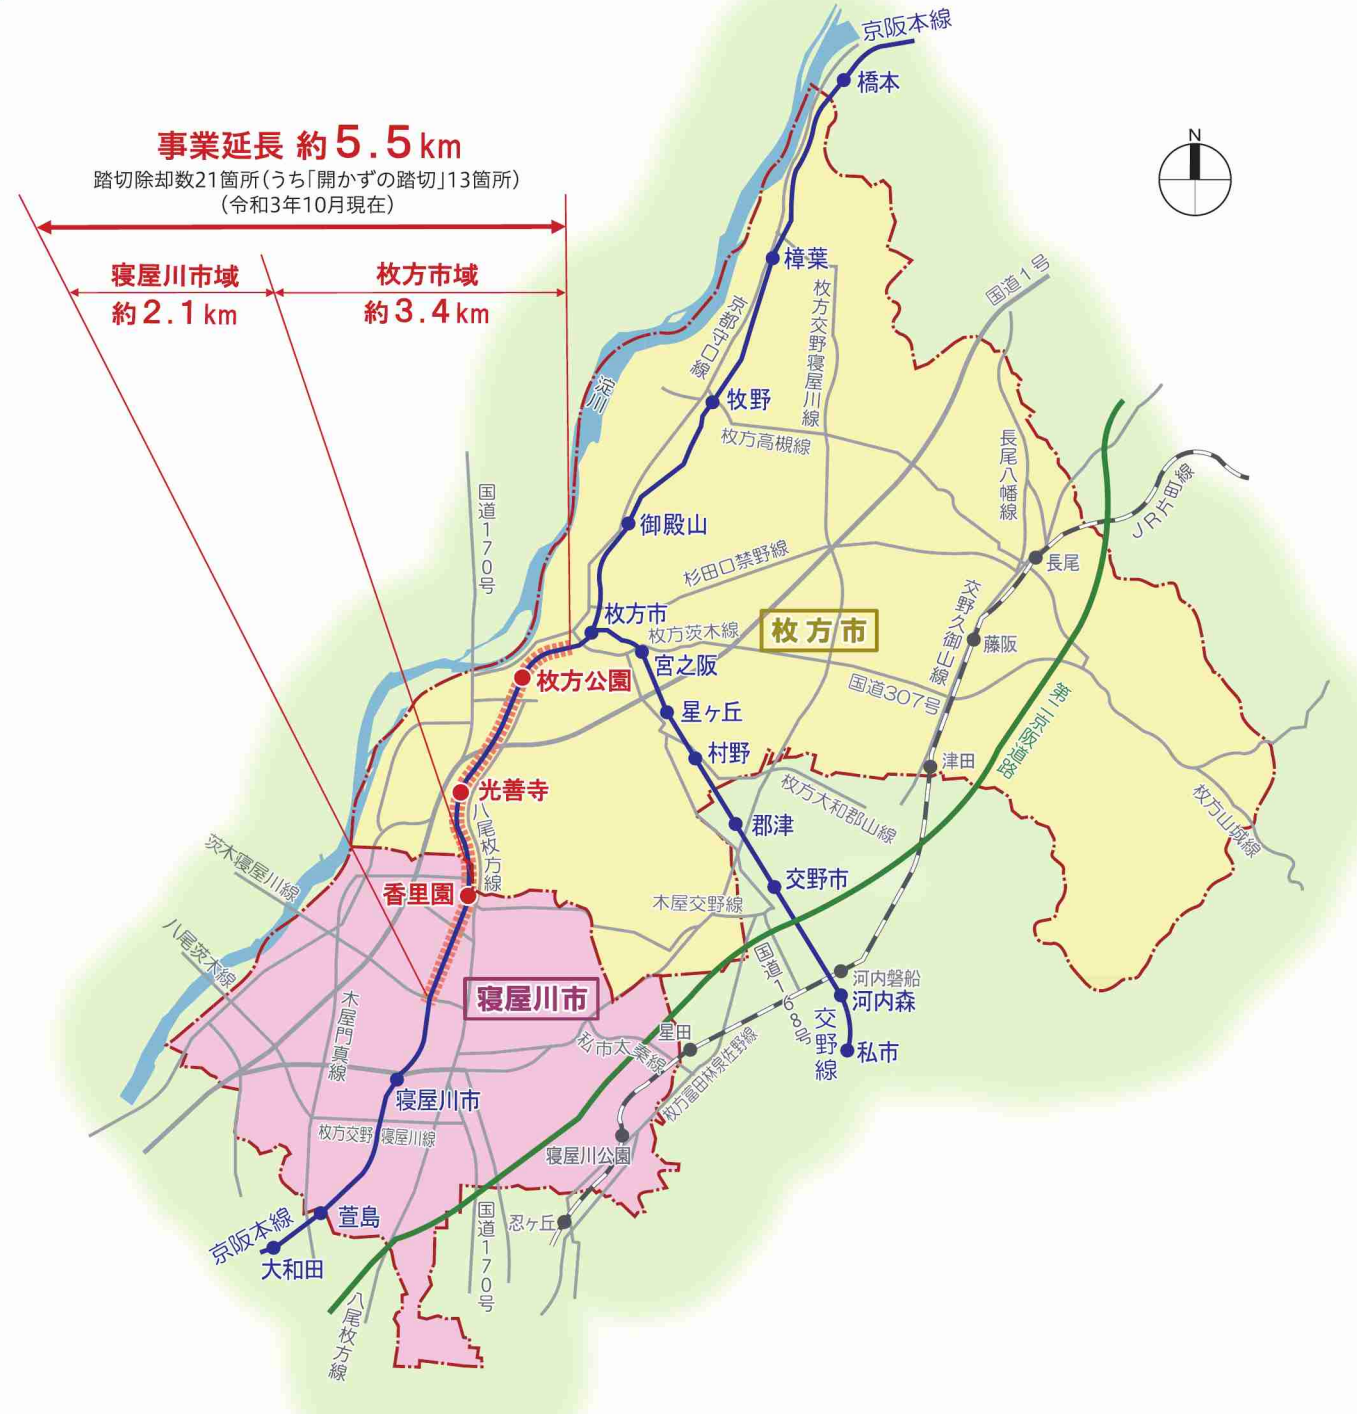 京阪本線
橋本
N
事業延長 約5.5km
踏切除却数21箇所(うち「開かずの踏切」13箇所)
(令和3年10月現在)
寝屋川市域
約2.1km
枚方市域
約3.4km
樟葉
国道1号
枚方交野寝屋川線
京都守口線
淀川
牧野
枚方高槻線
長尾八幡線
JR片町線
国道170号
御殿山
杉田口禁野線
長尾
交野久御山線
枚方市
枚方茨木線
枚方市
藤阪
宮之阪
枚方公園
国道307号
第二京阪道路
星ヶ丘
村野
津田
光善寺
枚方大和郡山線
枚方山城線
八尾枚方線
郡津
茨木寝屋川線
香里園
交野市
木屋交野線
八尾茨木線
国道168号
河内磐船
寝屋川市
河内森
木屋門真線
星田
私市太秦線
交野線
私市
枚方富田林泉佐野線
寝屋川市
枚方交野寝屋川線
寝屋川公園
萱島
京阪本線
国道170号
忍ヶ丘
大和田
八尾枚方線